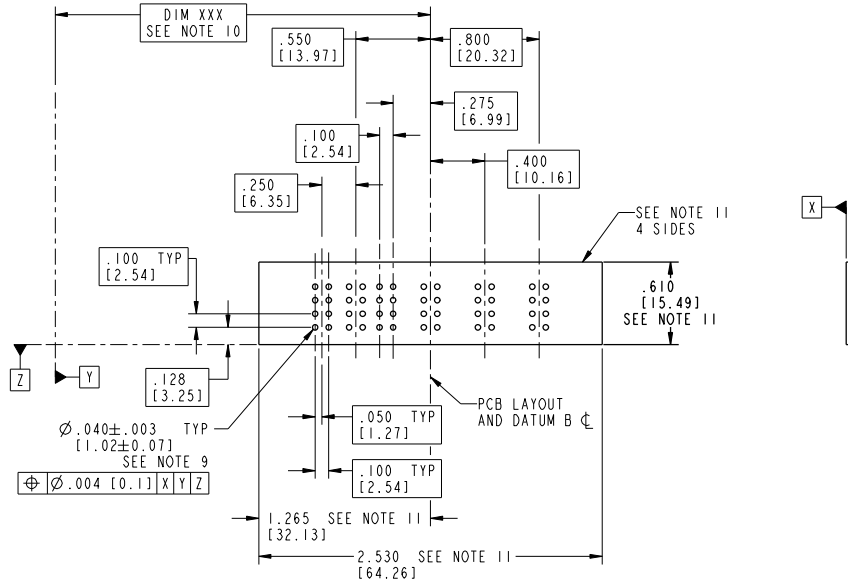 DIM XXX
SEE NOTE 10
.550
[13.97]
.800
[20.32]
.275
[6.99]
.100
[2.54]
.400
[10.16]
.250
[6.35]
SEE NOTE 11
4 SIDES
X
.100 TYP
[2.54]
.610
[15.49]
SEE NOTE 11
Z
Y
.128
[3.25]
PCB LAYOUT
AND DATUM B ℄
.050 TYP
[1.27]
Ø.040±.003 TYP
[1.02±0.07]
SEE NOTE 9
⌖ Ø.004 [0.1] X Y Z
.100 TYP
[2.54]
1.265 SEE NOTE 11
[32.13]
2.530 SEE NOTE 11
[64.26]